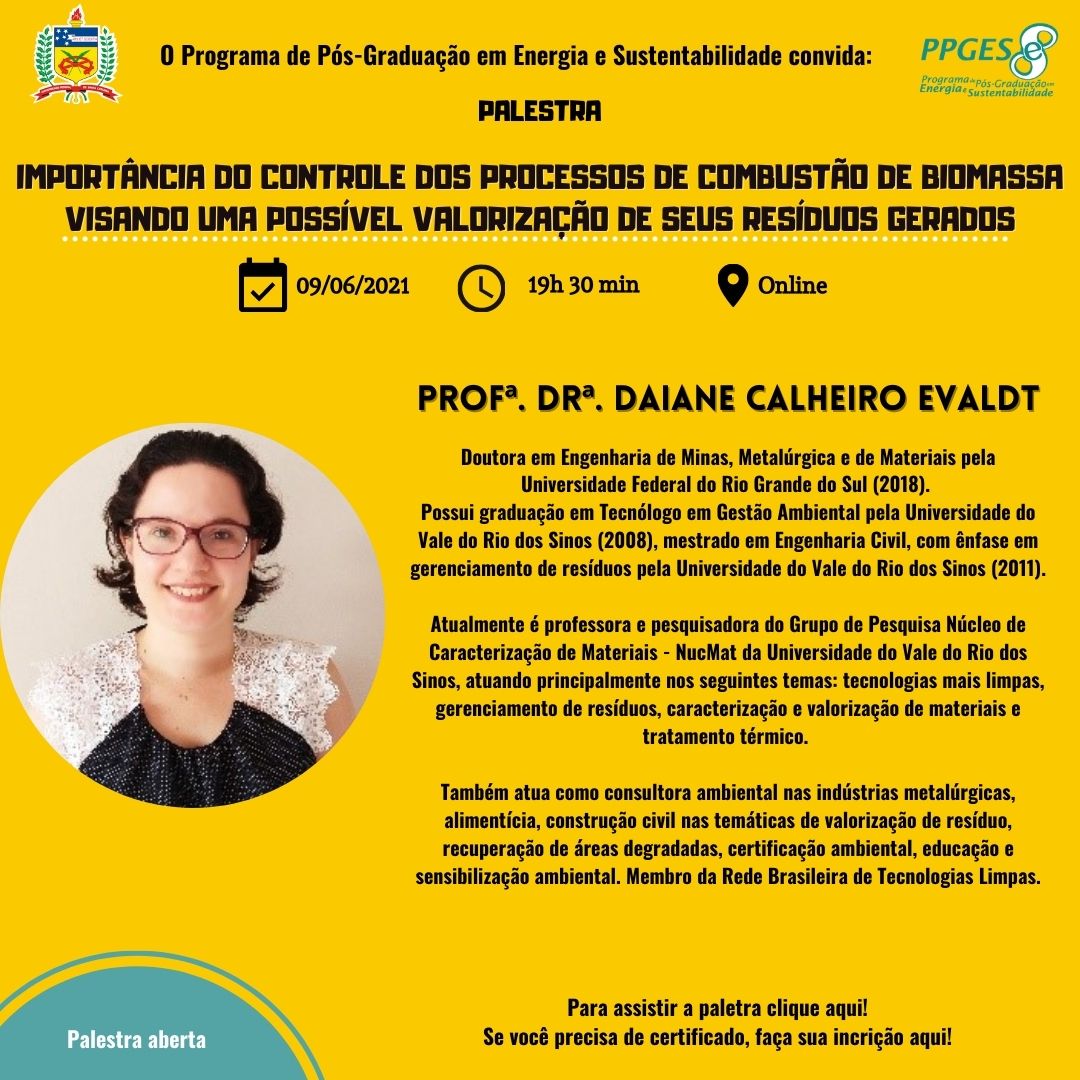 O Programa de Pós-Graduação em Energia e Sustentabilidade convida:
PPGES
Programa de Pós-Graduação em
Energia e Sustentabilidade
PALESTRA
IMPORTÂNCIA DO CONTROLE DOS PROCESSOS DE COMBUSTÃO DE BIOMASSA
VISANDO UMA POSSÍVEL VALORIZAÇÃO DE SEUS RESÍDUOS GERADOS
09/06/2021
19h 30 min
Online
PROFª. DRª. DAIANE CALHEIRO EVALDT
Doutora em Engenharia de Minas, Metalúrgica e de Materiais pela
Universidade Federal do Rio Grande do Sul (2018).
Possui graduação em Tecnólogo em Gestão Ambiental pela Universidade do
Vale do Rio dos Sinos (2008), mestrado em Engenharia Civil, com ênfase em
gerenciamento de resíduos pela Universidade do Vale do Rio dos Sinos (2011).
Atualmente é professora e pesquisadora do Grupo de Pesquisa Núcleo de
Caracterização de Materiais - NucMat da Universidade do Vale do Rio dos
Sinos, atuando principalmente nos seguintes temas: tecnologias mais limpas,
gerenciamento de resíduos, caracterização e valorização de materiais e
tratamento térmico.
Também atua como consultora ambiental nas indústrias metalúrgicas,
alimentícia, construção civil nas temáticas de valorização de resíduo,
recuperação de áreas degradadas, certificação ambiental, educação e
sensibilização ambiental. Membro da Rede Brasileira de Tecnologias Limpas.
Para assistir a paletra clique aqui!
Se você precisa de certificado, faça sua incrição aqui!
Palestra aberta